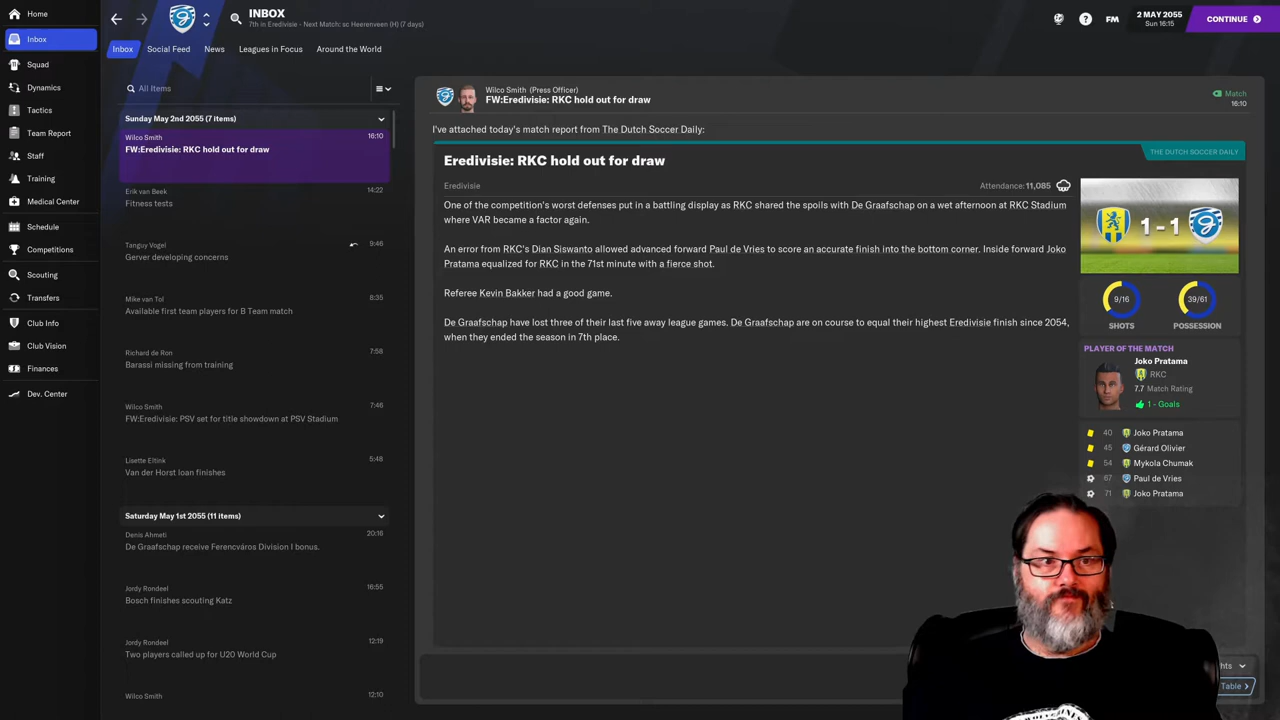 Home
Inbox
Squad
Dynamics
Tactics
Team Report
Staff
Training
Medical Center
Schedule
Competitions
Scouting
Transfers
Club Info
Club Vision
Finances
Dev. Center
INBOX
7th in Eredivisie - Next Match: sc Heerenveen (H) (7 days)
FM
2 MAY 2055
Sun 16:15
CONTINUE
Inbox
Social Feed
News
Leagues in Focus
Around the World
All Items
Sunday May 2nd 2055 (7 items)
Wilco Smith
16:10
FW:Eredivisie: RKC hold out for draw
Erik van Beek
14:22
Fitness tests
Tanguy Vogel
9:46
Gerver developing concerns
Mike van Tol
8:35
Available first team players for B Team match
Richard de Ron
7:58
Barassi missing from training
Wilco Smith
7:46
FW:Eredivisie: PSV set for title showdown at PSV Stadium
Lisette Eltink
5:48
Van der Horst loan finishes
Saturday May 1st 2055 (11 items)
Denis Ahmeti
20:16
De Graafschap receive Ferencváros Division I bonus.
Jordy Rondeel
16:55
Bosch finishes scouting Katz
Jordy Rondeel
12:19
Two players called up for U20 World Cup
Wilco Smith
12:10
Wilco Smith (Press Officer)
FW:Eredivisie: RKC hold out for draw
Match
16:10
I've attached today's match report from The Dutch Soccer Daily:
Eredivisie: RKC hold out for draw
THE DUTCH SOCCER DAILY
Eredivisie
Attendance: 11,085
One of the competition's worst defenses put in a battling display as RKC shared the spoils with De Graafschap on a wet afternoon at RKC Stadium
where VAR became a factor again.
An error from RKC's Dian Siswanto allowed advanced forward Paul de Vries to score an accurate finish into the bottom corner. Inside forward Joko
Pratama equalized for RKC in the 71st minute with a fierce shot.
Referee Kevin Bakker had a good game.
De Graafschap have lost three of their last five away league games. De Graafschap are on course to equal their highest Eredivisie finish since 2054,
when they ended the season in 7th place.
1 - 1
9/16
39/61
SHOTS
POSSESSION
PLAYER OF THE MATCH
Joko Pratama
RKC
7.7 Match Rating
1 - Goals
40 Joko Pratama
45 Gérard Olivier
54 Mykola Chumak
67 Paul de Vries
71 Joko Pratama
hts
Table